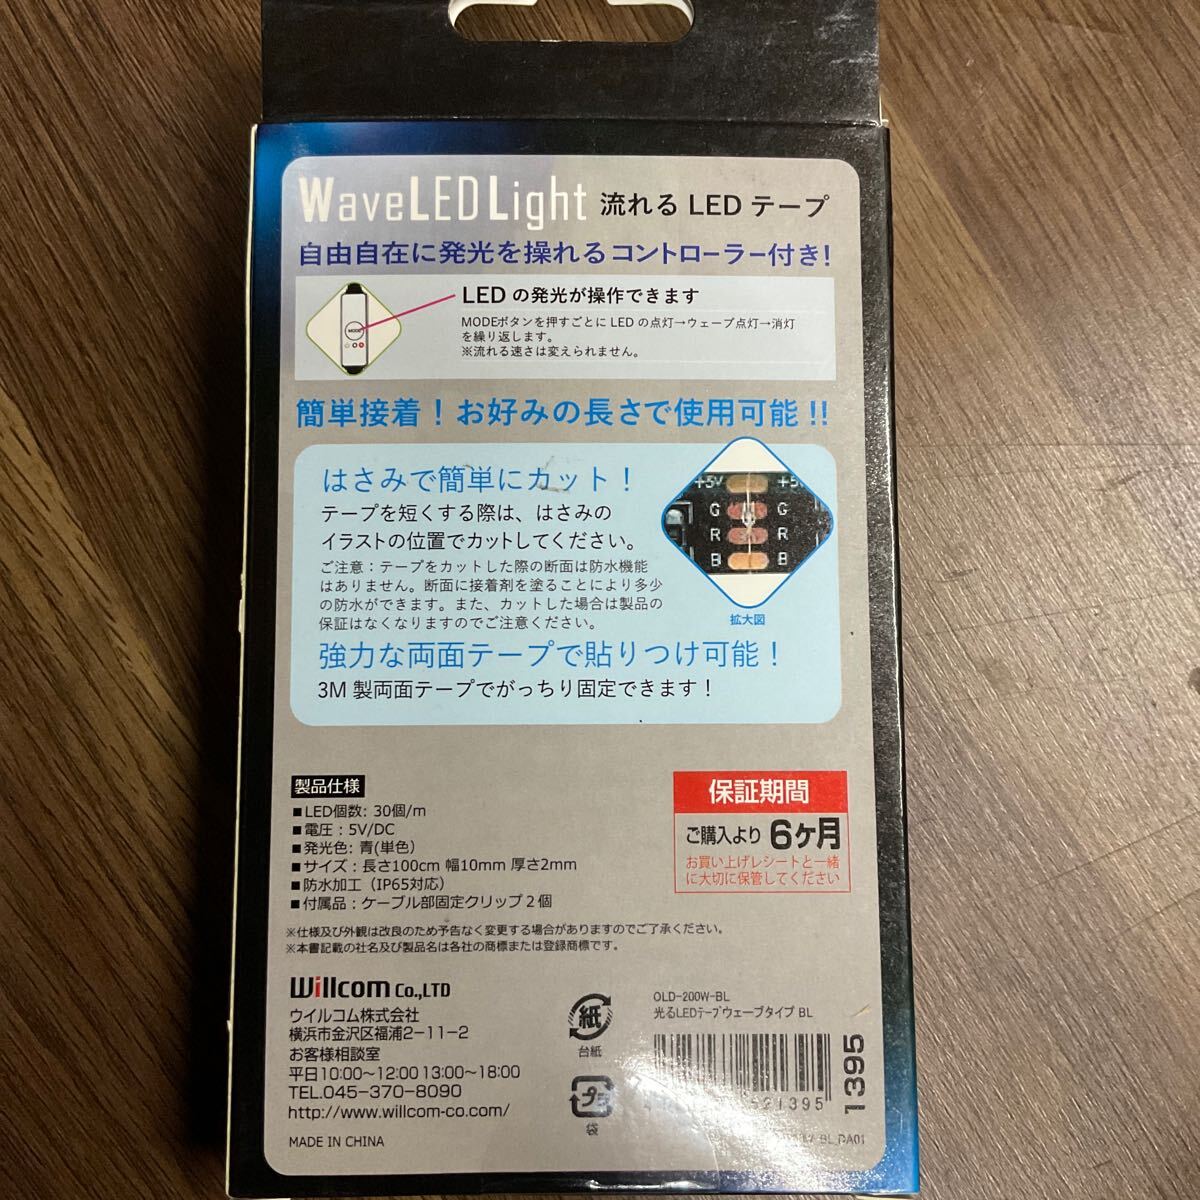 WaveLEDLight 流れる LED テープ
自由自在に発光を操れるコントローラー付き!
MODE
LED の発光が操作できます
MODEボタンを押すごとに LED の点灯→ウェーブ点灯→消灯
を繰り返します。
※流れる速さは変えられません。
簡単接着！お好みの長さで使用可能 !!
はさみで簡単にカット！
テープを短くする際は、はさみの
イラストの位置でカットしてください。
ご注意：テープをカットした際の断面は防水機能
はありません。断面に接着剤を塗ることにより多少
の防水ができます。また、カットした場合は製品の
保証はなくなりますのでご注意ください。
+5V
G G
R R
B B
拡大図
強力な両面テープで貼りつけ可能！
3M 製両面テープでがっちり固定できます！
製品仕様
■LED個数: 30個/m
■電圧：5V/DC
■発光色: 青(単色)
■サイズ：長さ100cm 幅10mm 厚さ2mm
■防水加工（IP65対応）
■付属品：ケーブル部固定クリップ２個
※仕様及び外観は改良のため予告なく変更する場合がありますのでご了承ください。
※本書記載の社名及び製品名は各社の商標または登録商標です。
保証期間
ご購入より 6ヶ月
お買い上げレシートと一緒
に大切に保管してください
Willcom Co.,LTD
ウイルコム株式会社
横浜市金沢区福浦2-11-2
お客様相談室
平日10:00〜12:00 13:00〜18:00
TEL.045-370-8090
http://www.willcom-co.com/
MADE IN CHINA
紙
台紙
プラ
袋
OLD-200W-BL
光るLEDテープウェーブタイプ BL
521395
1395
BL_PA01